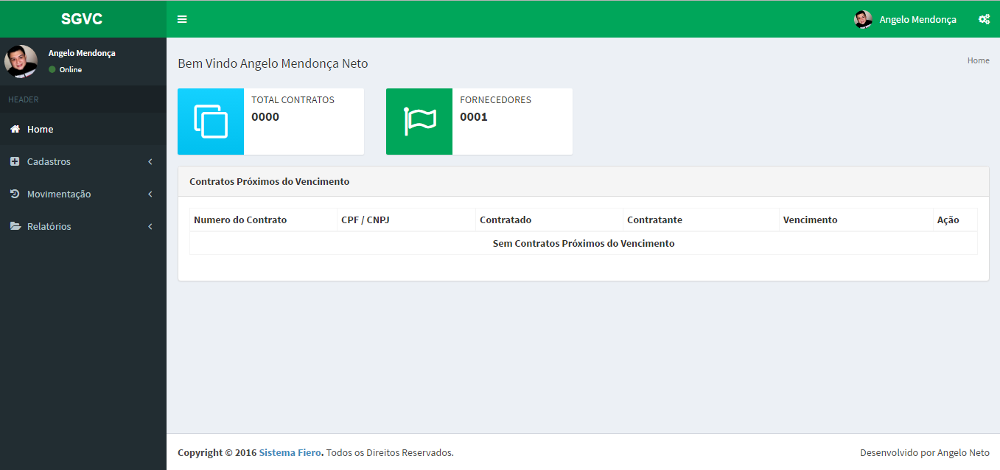 SGVC
Angelo Mendonça
Angelo Mendonça
Online
HEADER
Home
Cadastros
Movimentação
Relatórios
Bem Vindo Angelo Mendonça Neto
Home
TOTAL CONTRATOS
0000
FORNECEDORES
0001
Contratos Próximos do Vencimento
Numero do Contrato CPF / CNPJ Contratado Contratante Vencimento Ação
Sem Contratos Próximos do Vencimento
Copyright © 2016 Sistema Fiero. Todos os Direitos Reservados.
Desenvolvido por Angelo Neto